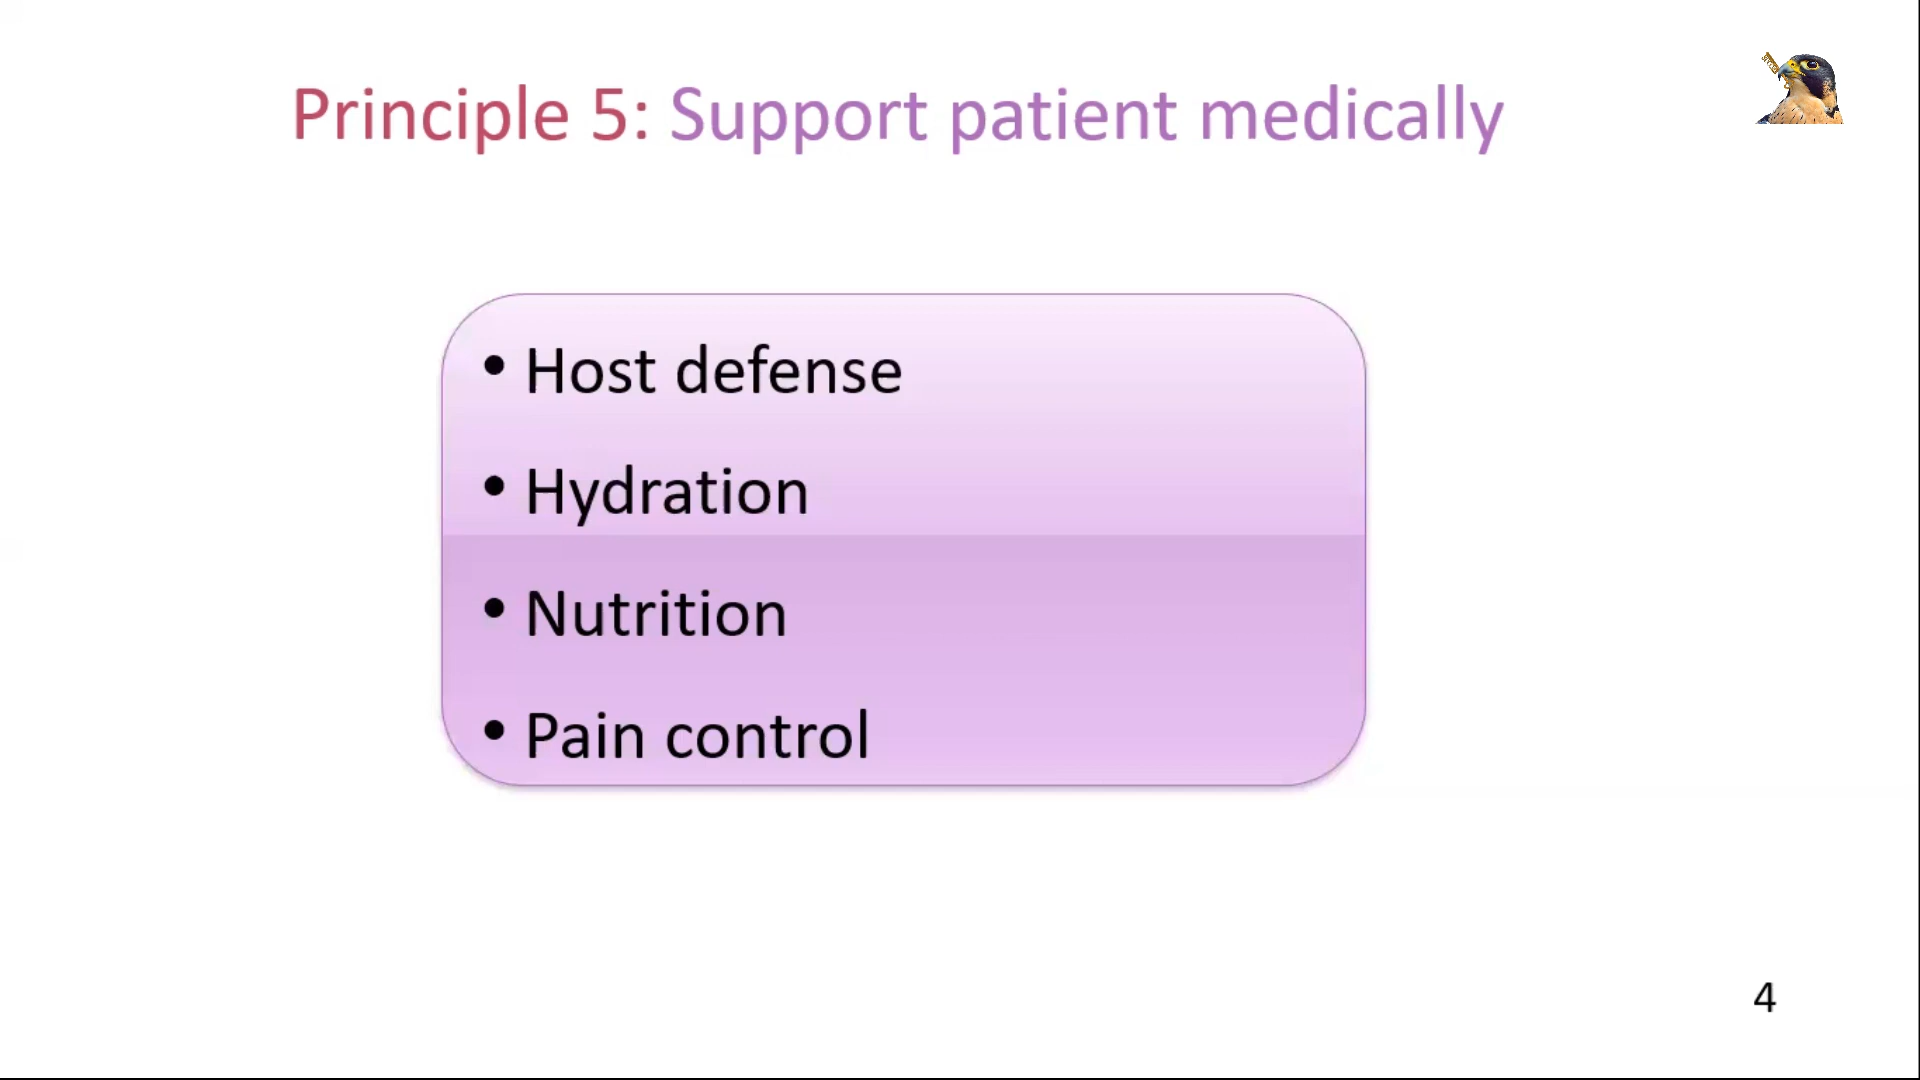 Principle 5: Support patient medically
• Host defense
• Hydration
• Nutrition
• Pain control
4